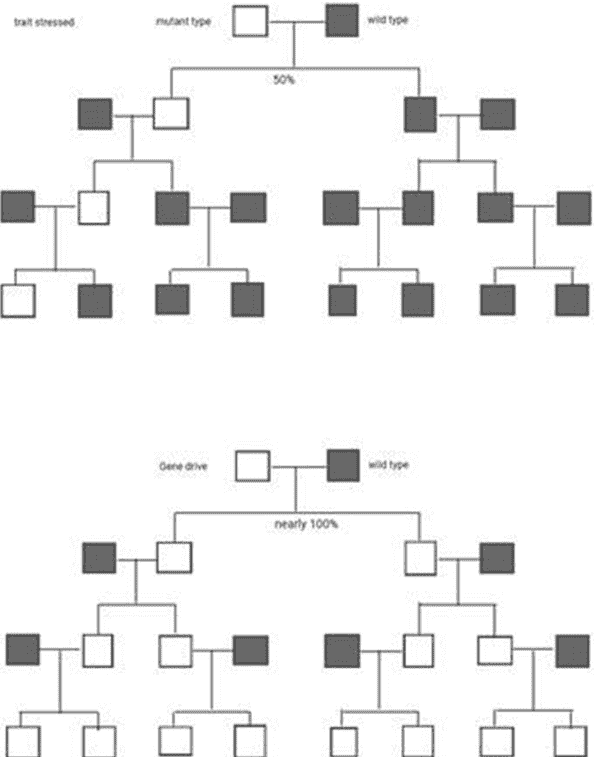 trait stressed
mutant type
wild type
50%
Gene drive
wild type
nearly 100%